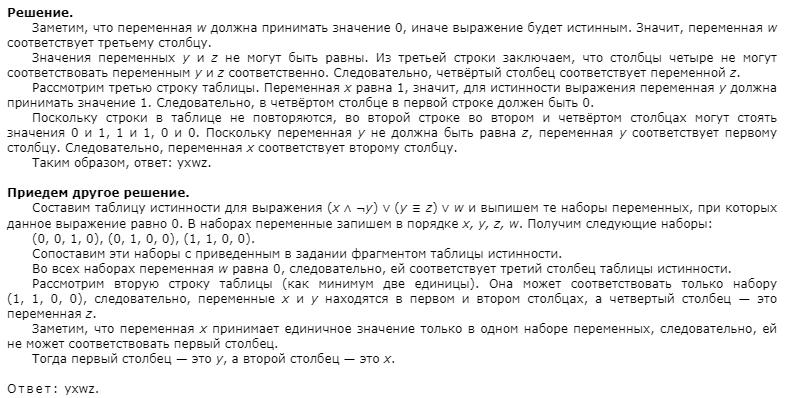 Решение.
Заметим, что переменная w должна принимать значение 0, иначе выражение будет истинным. Значит, переменная w
соответствует третьему столбцу.
Значения переменных y и z не могут быть равны. Из третьей строки заключаем, что столбцы четыре не могут
соответствовать переменным y и z соответственно. Следовательно, четвёртый столбец соответствует переменной z.
Рассмотрим третью строку таблицы. Переменная x равна 1, значит, для истинности выражения переменная y должна
принимать значение 1. Следовательно, в четвёртом столбце в первой строке должен быть 0.
Поскольку строки в таблице не повторяются, во второй строке во втором и четвёртом столбцах могут стоять
значения 0 и 1, 1 и 1, 0 и 0. Поскольку переменная y не должна быть равна z, переменная y соответствует первому
столбцу. Следовательно, переменная x соответствует второму столбцу.
Таким образом, ответ: yxwz.
Приедем другое решение.
Составим таблицу истинности для выражения (x ∧ ¬y) ∨ (y ≡ z) ∨ w и выпишем те наборы переменных, при которых
данное выражение равно 0. В наборах переменные запишем в порядке x, y, z, w. Получим следующие наборы:
(0, 0, 1, 0), (0, 1, 0, 0), (1, 1, 0, 0).
Сопоставим эти наборы с приведенным в задании фрагментом таблицы истинности.
Во всех наборах переменная w равна 0, следовательно, ей соответствует третий столбец таблицы истинности.
Рассмотрим вторую строку таблицы (как минимум две единицы). Она может соответствовать только набору
(1, 1, 0, 0), следовательно, переменные x и y находятся в первом и втором столбцах, а четвертый столбец — это
переменная z.
Заметим, что переменная x принимает единичное значение только в одном наборе переменных, следовательно, ей
не может соответствовать первый столбец.
Тогда первый столбец — это y, а второй столбец — это x.
Ответ: yxwz.